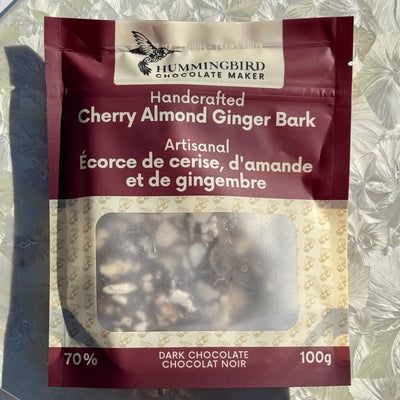 HUMMINGBIRD
CHOCOLATE MAKER
Handcrafted
Cherry Almond Ginger Bark
Artisanal
Écorce de cerise, d'amande
et de gingembre
70% DARK CHOCOLATE 100g
CHOCOLAT NOIR